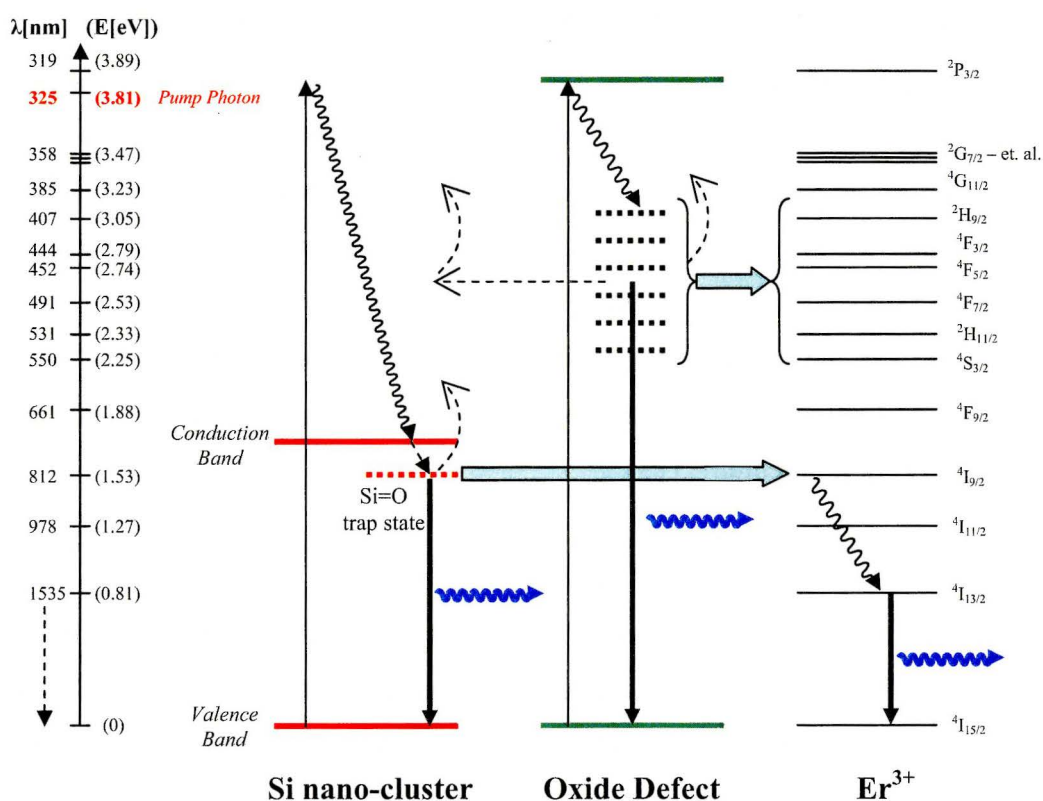 λ[nm] (E[eV])
319 (3.89)
325 (3.81) Pump Photon
358 (3.47)
385 (3.23)
407 (3.05)
444 (2.79)
452 (2.74)
491 (2.53)
531 (2.33)
550 (2.25)
661 (1.88)
812 (1.53)
978 (1.27)
1535 (0.81)
(0)
Conduction
Band
Si=O
trap state
Valence
Band
²P₃/₂
²G₇/₂ – et. al.
⁴G₁₁/₂
²H₉/₂
⁴F₃/₂
⁴F₅/₂
⁴F₇/₂
²H₁₁/₂
⁴S₃/₂
⁴F₉/₂
⁴I₉/₂
⁴I₁₁/₂
⁴I₁₃/₂
⁴I₁₅/₂
Si nano-cluster Oxide Defect Er³⁺